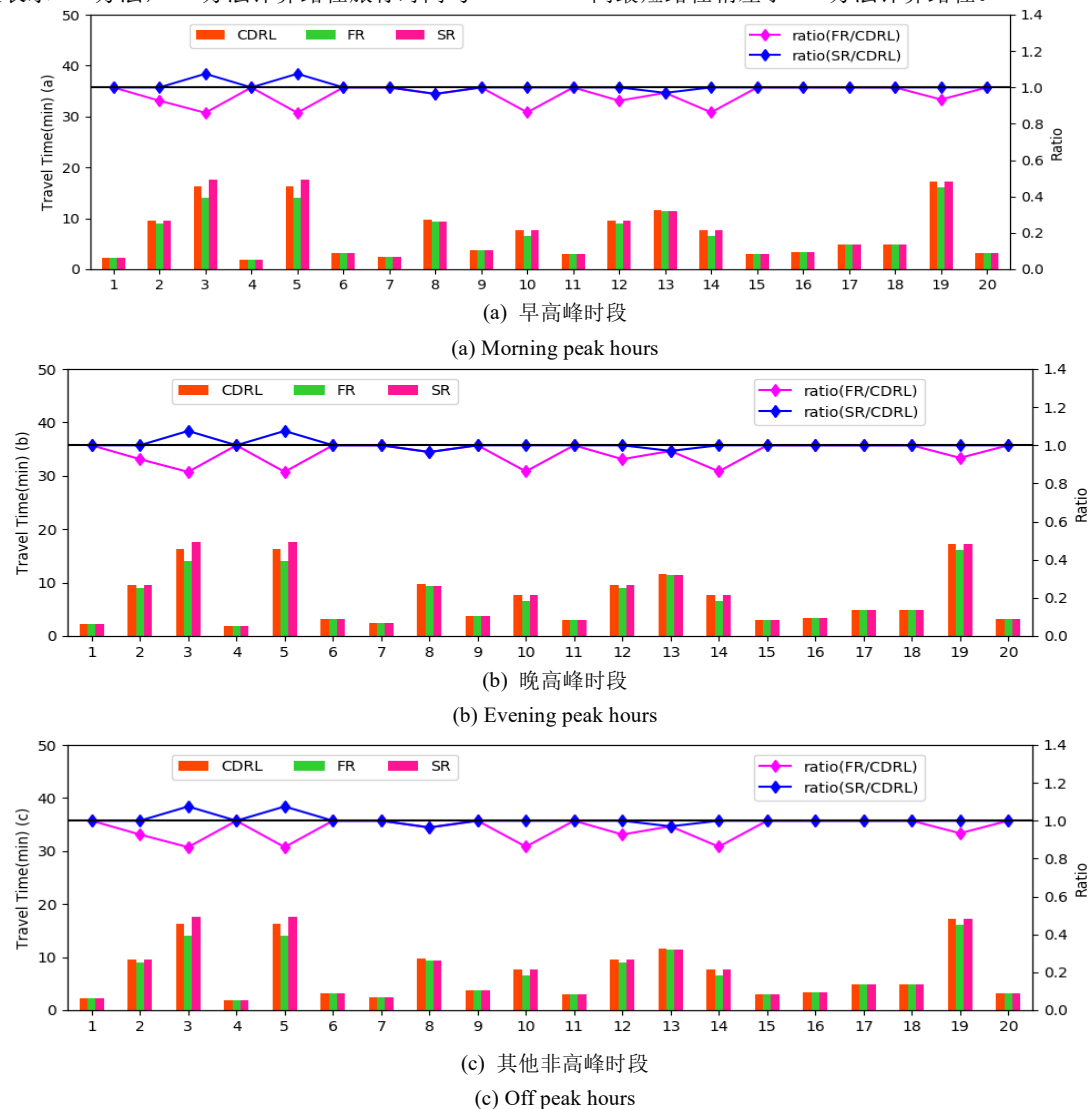 50
40
30
20
10
0
Travel Time(min) (a)
CDRL FR SR
ratio(FR/CDRL)
ratio(SR/CDRL)
1.4
1.2
1.0
0.8
0.6
0.4
0.2
0.0
Ratio
1 2 3 4 5 6 7 8 9 10 11 12 13 14 15 16 17 18 19 20
(a) 早高峰时段
(a) Morning peak hours
50
40
30
20
10
0
Travel Time(min) (b)
CDRL FR SR
ratio(FR/CDRL)
ratio(SR/CDRL)
1.4
1.2
1.0
0.8
0.6
0.4
0.2
0.0
Ratio
1 2 3 4 5 6 7 8 9 10 11 12 13 14 15 16 17 18 19 20
(b) 晚高峰时段
(b) Evening peak hours
50
40
30
20
10
0
Travel Time(min) (c)
CDRL FR SR
ratio(FR/CDRL)
ratio(SR/CDRL)
1.4
1.2
1.0
0.8
0.6
0.4
0.2
0.0
Ratio
1 2 3 4 5 6 7 8 9 10 11 12 13 14 15 16 17 18 19 20
(c) 其他非高峰时段
(c) Off peak hours